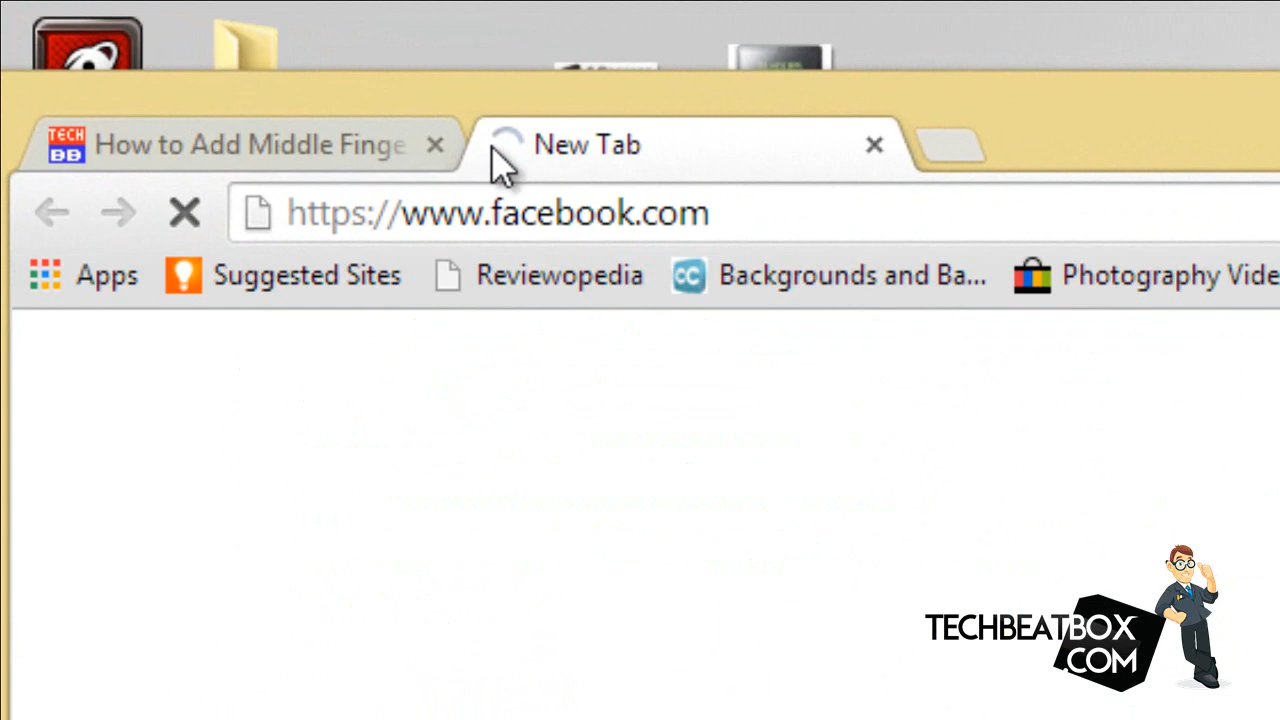 TECH
BB
How to Add Middle Finge
New Tab
https://www.facebook.com
Apps
Suggested Sites
Reviewopedia
CC
Backgrounds and Ba...
Photography Vide
TECHBEATBOX
.COM